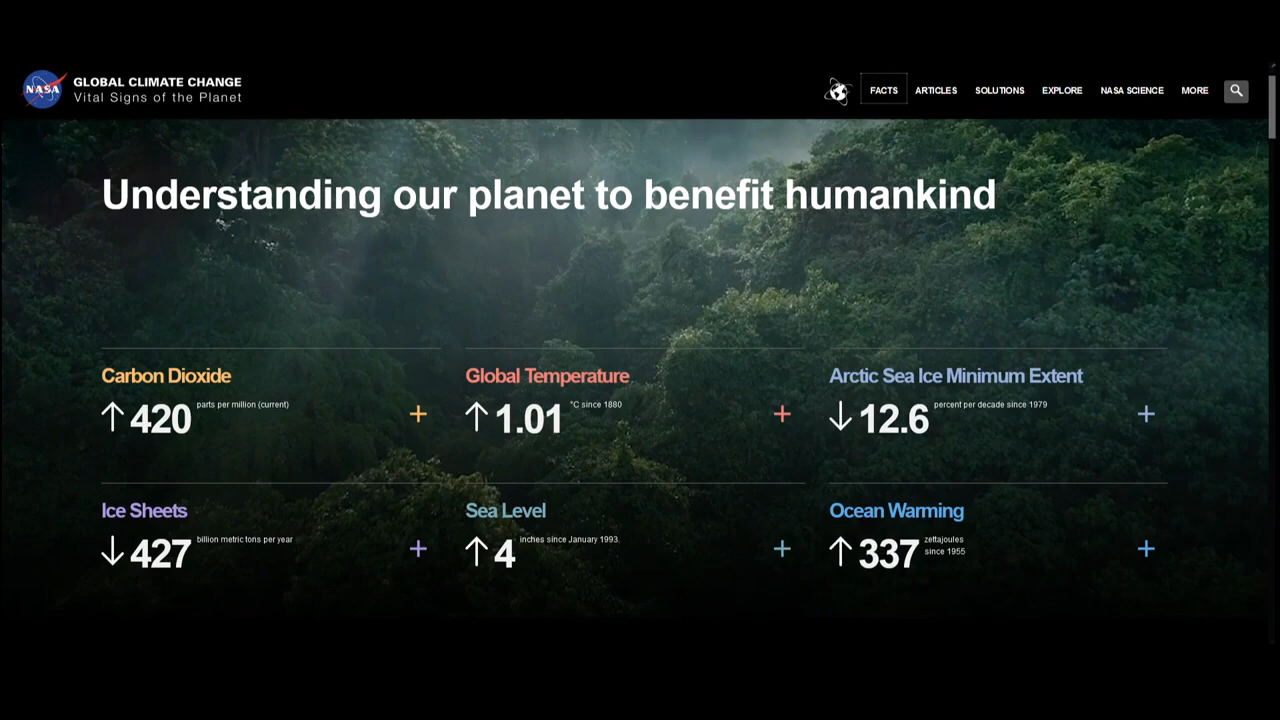 NASA
GLOBAL CLIMATE CHANGE
Vital Signs of the Planet
FACTS
ARTICLES
SOLUTIONS
EXPLORE
NASA SCIENCE
MORE
Understanding our planet to benefit humankind
Carbon Dioxide
↑ 420 parts per million (current)
+
Global Temperature
↑ 1.01 °C since 1880
+
Arctic Sea Ice Minimum Extent
↓ 12.6 percent per decade since 1979
+
Ice Sheets
↓ 427 billion metric tons per year
+
Sea Level
↑ 4 inches since January 1993
+
Ocean Warming
↑ 337 zettajoules
since 1955
+